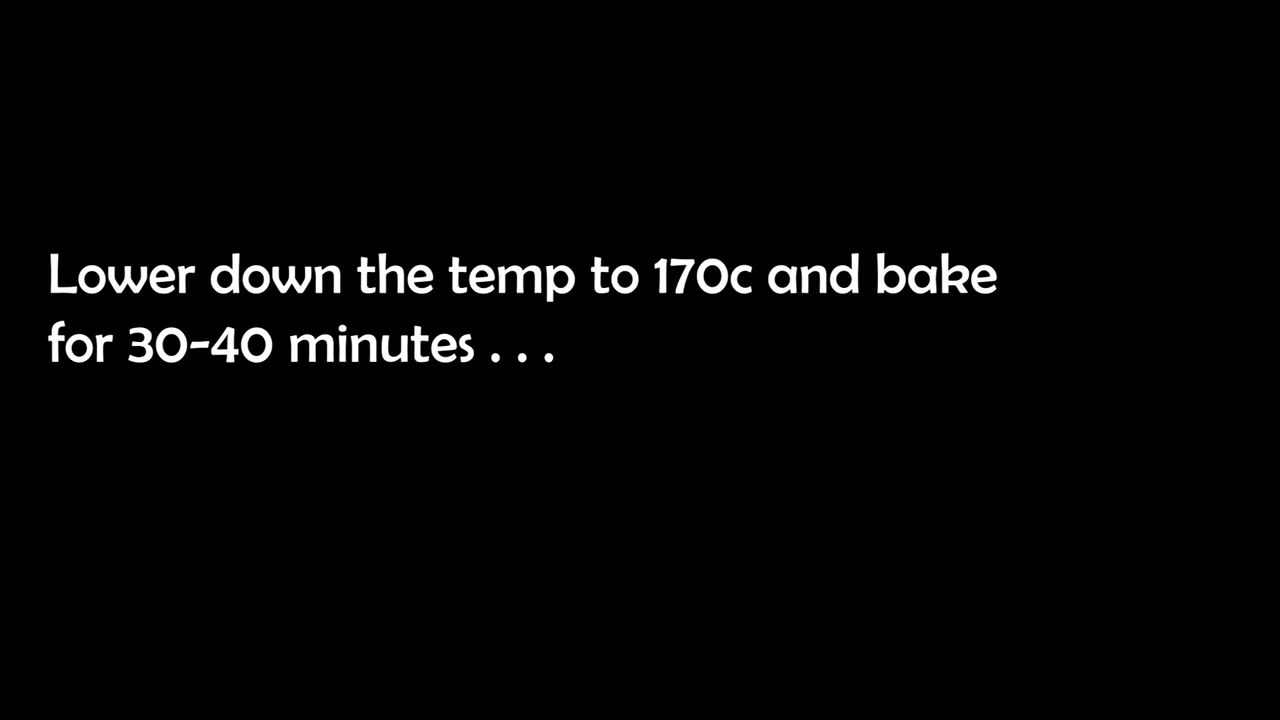 Lower down the temp to 170c and bake
for 30-40 minutes . . .